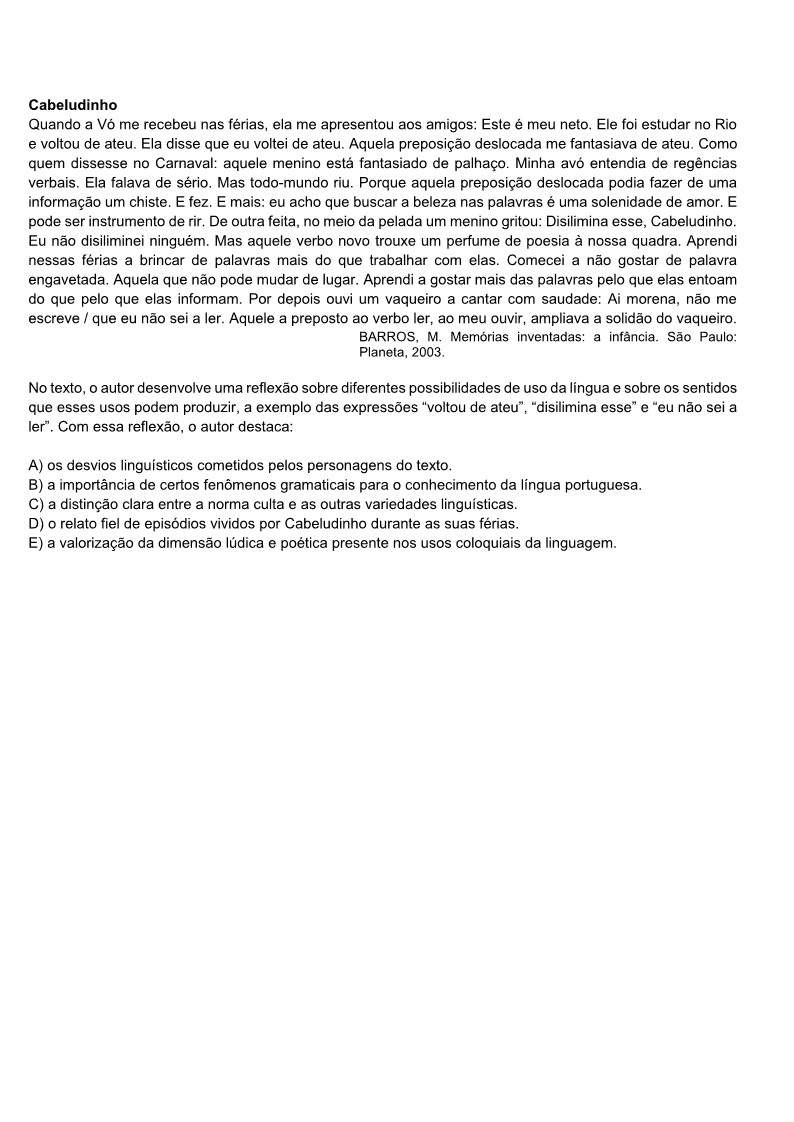 Cabeludinho
Quando a Vó me recebeu nas férias, ela me apresentou aos amigos: Este é meu neto. Ele foi estudar no Rio
e voltou de ateu. Ela disse que eu voltei de ateu. Aquela preposição deslocada me fantasiava de ateu. Como
quem dissesse no Carnaval: aquele menino está fantasiado de palhaço. Minha avó entendia de regências
verbais. Ela falava de sério. Mas todo-mundo riu. Porque aquela preposição deslocada podia fazer de uma
informação um chiste. E fez. E mais: eu acho que buscar a beleza nas palavras é uma solenidade de amor. E
pode ser instrumento de rir. De outra feita, no meio da pelada um menino gritou: Disilimina esse, Cabeludinho.
Eu não disiliminei ninguém. Mas aquele verbo novo trouxe um perfume de poesia à nossa quadra. Aprendi
nessas férias a brincar de palavras mais do que trabalhar com elas. Comecei a não gostar de palavra
engavetada. Aquela que não pode mudar de lugar. Aprendi a gostar mais das palavras pelo que elas entoam
do que pelo que elas informam. Por depois ouvi um vaqueiro a cantar com saudade: Ai morena, não me
escreve / que eu não sei a ler. Aquele a preposto ao verbo ler, ao meu ouvir, ampliava a solidão do vaqueiro.
BARROS, M. Memórias inventadas: a infância. São Paulo:
Planeta, 2003.
No texto, o autor desenvolve uma reflexão sobre diferentes possibilidades de uso da língua e sobre os sentidos
que esses usos podem produzir, a exemplo das expressões “voltou de ateu”, “disilimina esse” e “eu não sei a
ler”. Com essa reflexão, o autor destaca:
A) os desvios linguísticos cometidos pelos personagens do texto.
B) a importância de certos fenômenos gramaticais para o conhecimento da língua portuguesa.
C) a distinção clara entre a norma culta e as outras variedades linguísticas.
D) o relato fiel de episódios vividos por Cabeludinho durante as suas férias.
E) a valorização da dimensão lúdica e poética presente nos usos coloquiais da linguagem.